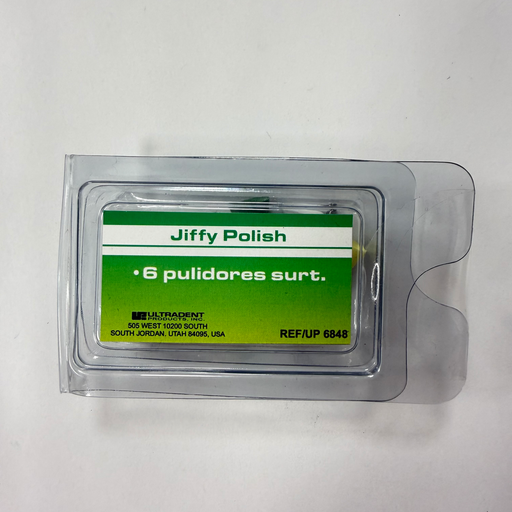 Jiffy Polish
•6 pulidores surt.
ULTRADENT
PRODUCTS, INC.
505 WEST 10200 SOUTH
SOUTH JORDAN, UTAH 84095, USA
REF/UP 6848